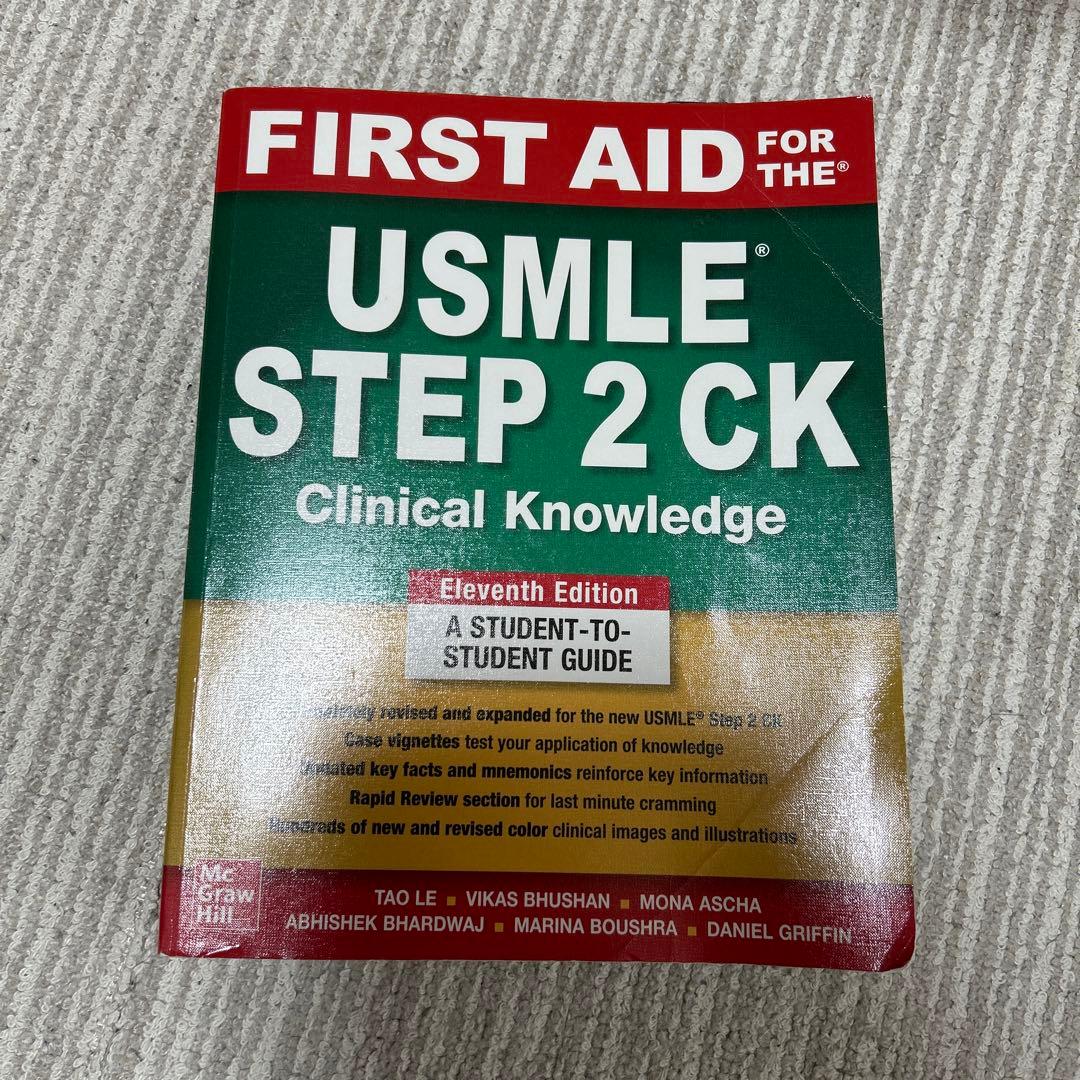 FIRST AID FOR THE®
USMLE®
STEP 2 CK
Clinical Knowledge
Eleventh Edition
A STUDENT-TO-
STUDENT GUIDE
revised and expanded for the new USMLE® Step 2 CK
Case vignettes test your application of knowledge
Updated key facts and mnemonics reinforce key information
Rapid Review section for last minute cramming
Hundreds of new and revised color clinical images and illustrations
Mc
Graw
Hill
TAO LE ▪ VIKAS BHUSHAN ▪ MONA ASCHA
ABHISHEK BHARDWAJ ▪ MARINA BOUSHRA ▪ DANIEL GRIFFIN